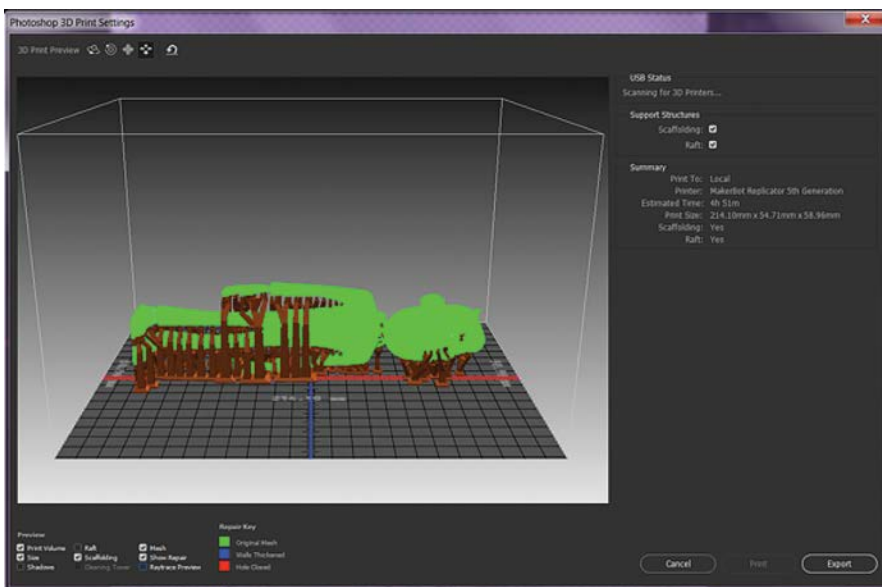 Photoshop 3D Print Settings
3D Print Preview
USB Status
Scanning for 3D Printers...
Support Structures
Scaffolding:
Raft:
Summary
Print To: Local
Printer: MakerBot Replicator 5th Generation
Estimated Time: 4h 51m
Print Size: 214.10mm x 54.71mm x 58.96mm
Scaffolding: Yes
Raft: Yes
Preview
Print Volume
Raft
Mesh
Size
Scaffolding
Show Repair
Shadows
Cleaning Tower
Raytrace Preview
Repair Key
Original Mesh
Walls Thickened
Hole Closed
Cancel
Print
Export